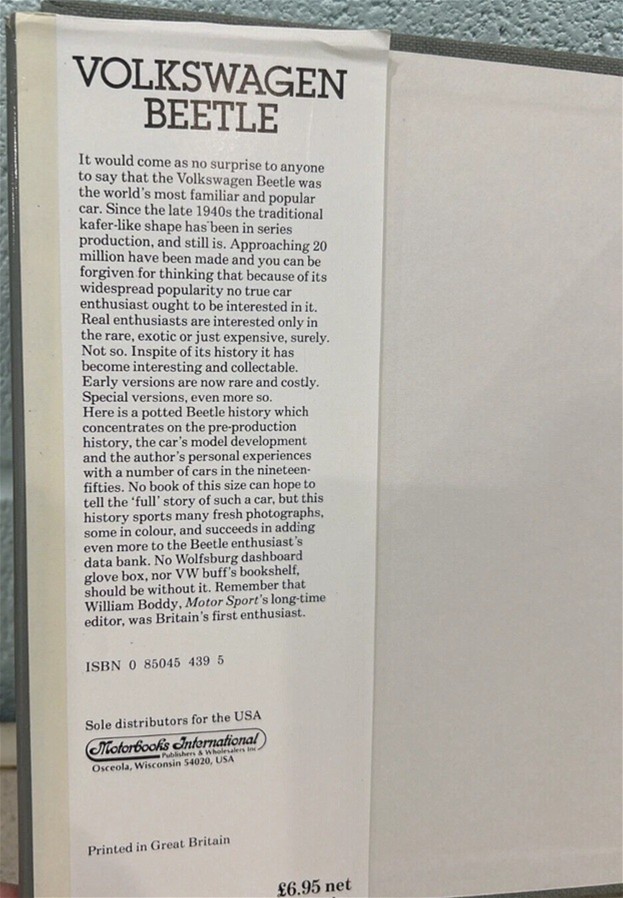 VOLKSWAGEN
BEETLE
It would come as no surprise to anyone
to say that the Volkswagen Beetle was
the world's most familiar and popular
car. Since the late 1940s the traditional
kafer-like shape has been in series
production, and still is. Approaching 20
million have been made and you can be
forgiven for thinking that because of its
widespread popularity no true car
enthusiast ought to be interested in it.
Real enthusiasts are interested only in
the rare, exotic or just expensive, surely.
Not so. Inspite of its history it has
become interesting and collectable.
Early versions are now rare and costly.
Special versions, even more so.
Here is a potted Beetle history which
concentrates on the pre-production
history, the car's model development
and the author's personal experiences
with a number of cars in the nineteen-
fifties. No book of this size can hope to
tell the 'full' story of such a car, but this
history sports many fresh photographs,
some in colour, and succeeds in adding
even more to the Beetle enthusiast's
data bank. No Wolfsburg dashboard
glove box, nor VW buff's bookshelf,
should be without it. Remember that
William Boddy, Motor Sport's long-time
editor, was Britain's first enthusiast.
ISBN 0 85045 439 5
Sole distributors for the USA
Motorbooks International
Publishers & Wholesalers Inc
Osceola, Wisconsin 54020, USA
Printed in Great Britain
£6.95 net